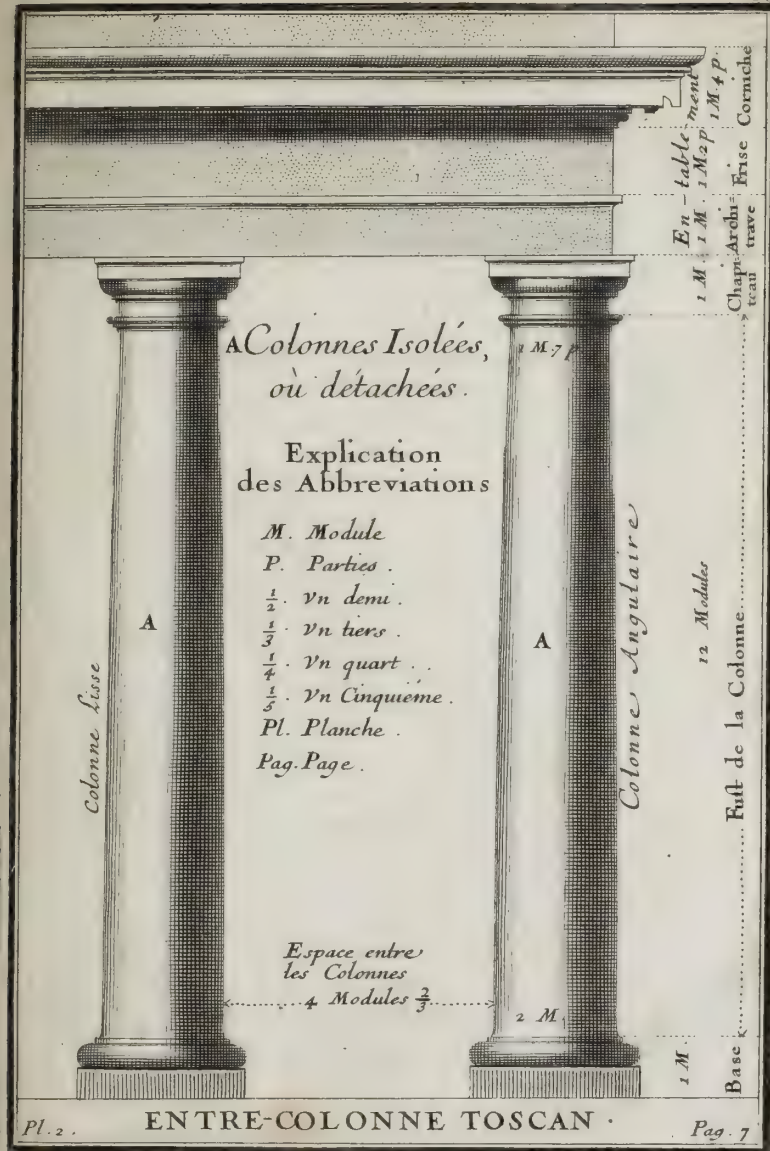 Corniche
1 M. 4 p.
En-table-ment
Frise
1 M 2 p
Archi=
trave
1 M.
Chapi
teau
1 M.
A Colonnes Isolées,
où détachées.
1 M. 7 p
Explication
des Abbreviations
M. Module
P. Parties.
1/2. Vn demi.
1/3. Vn tiers.
1/4. Vn quart..
1/5. Vn Cinquiéme.
Pl. Planche.
Pag. Page.
A
A
Colonne Lisse
Colonne Angulaire
12 Modules
Fust de la Colonne
Espace entre
les Colonnes
4 Modules 2/3
2 M.
1 M.
Base
Pl. 2.
ENTRE-COLONNE TOSCAN.
Pag. 7